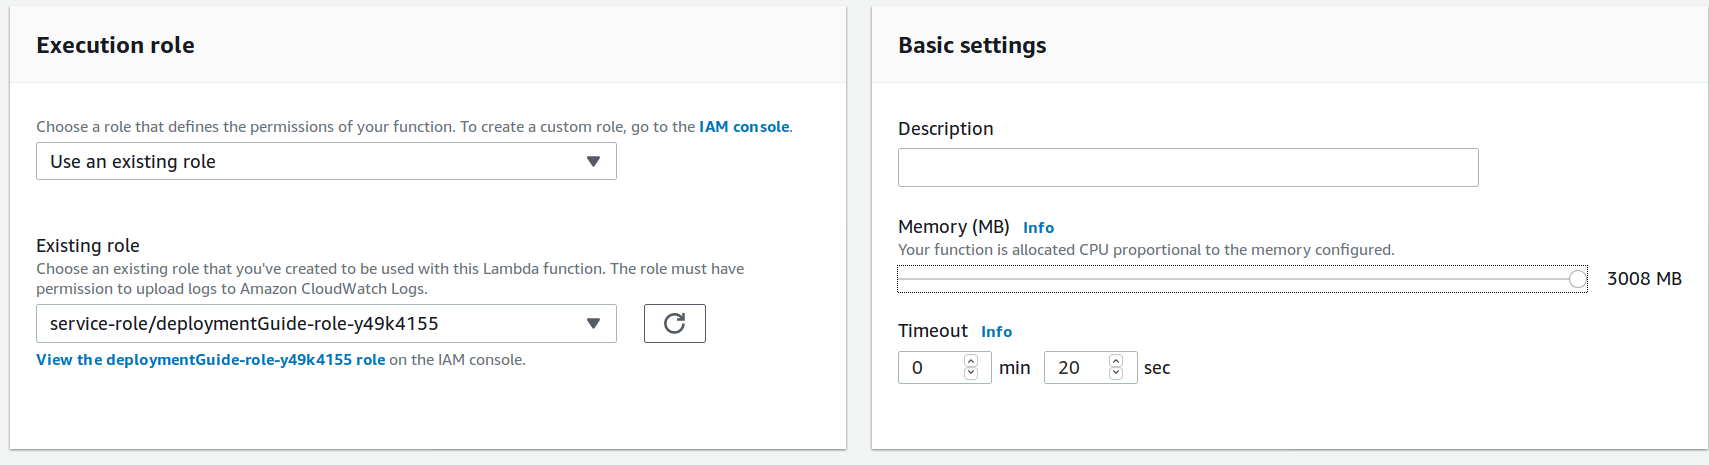 Execution role
Choose a role that defines the permissions of your function. To create a custom role, go to the IAM console.
Use an existing role
Existing role
Choose an existing role that you've created to be used with this Lambda function. The role must have
permission to upload logs to Amazon CloudWatch Logs.
service-role/deploymentGuide-role-y49k4155
View the deploymentGuide-role-y49k4155 role on the IAM console.
Basic settings
Description
Memory (MB) Info
Your function is allocated CPU proportional to the memory configured.
3008 MB
Timeout Info
0 min 20 sec